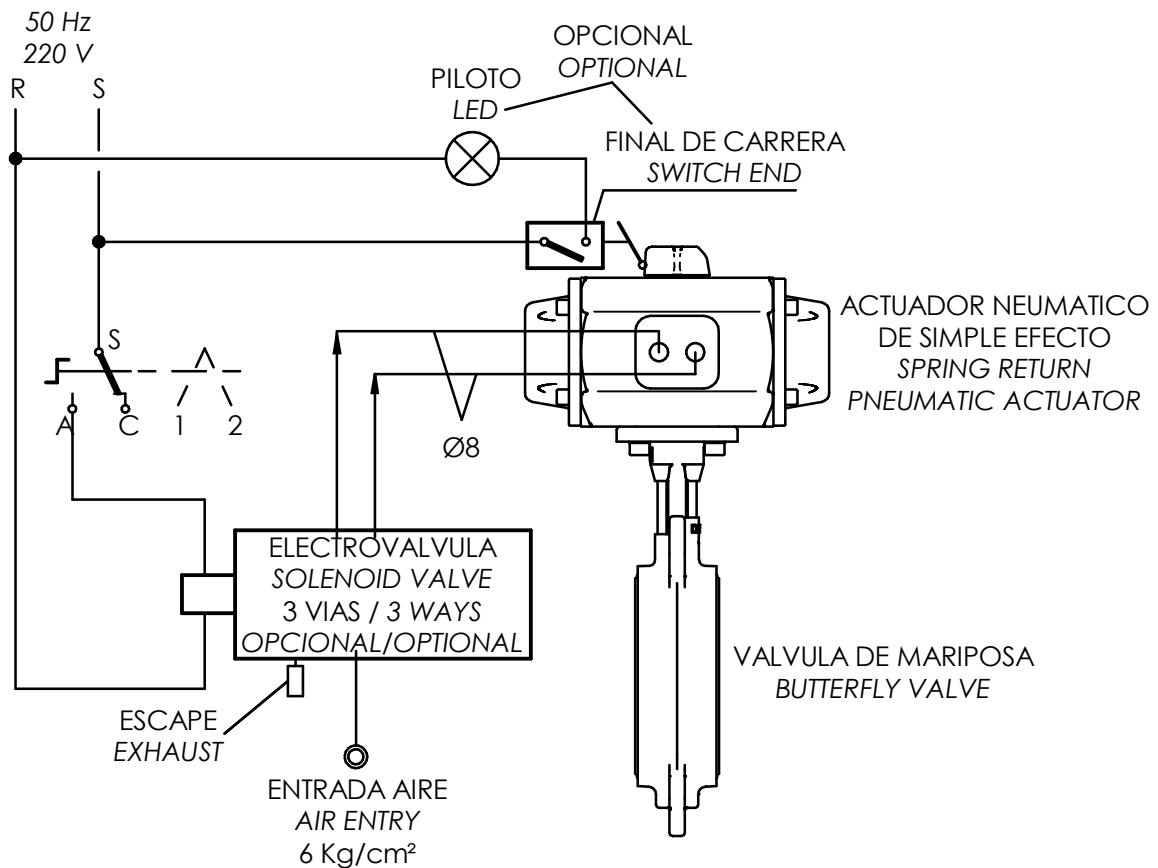 50 Hz
220 V
R
S
OPCIONAL
OPTIONAL
PILOTO
LED
FINAL DE CARRERA
SWITCH END
ACTUADOR NEUMATICO
DE SIMPLE EFECTO
SPRING RETURN
PNEUMATIC ACTUATOR
S
A
C
1
2
Ø8
ELECTROVALVULA
SOLENOID VALVE
3 VIAS / 3 WAYS
OPCIONAL/OPTIONAL
VALVULA DE MARIPOSA
BUTTERFLY VALVE
ESCAPE
EXHAUST
ENTRADA AIRE
AIR ENTRY
6 Kg/cm²